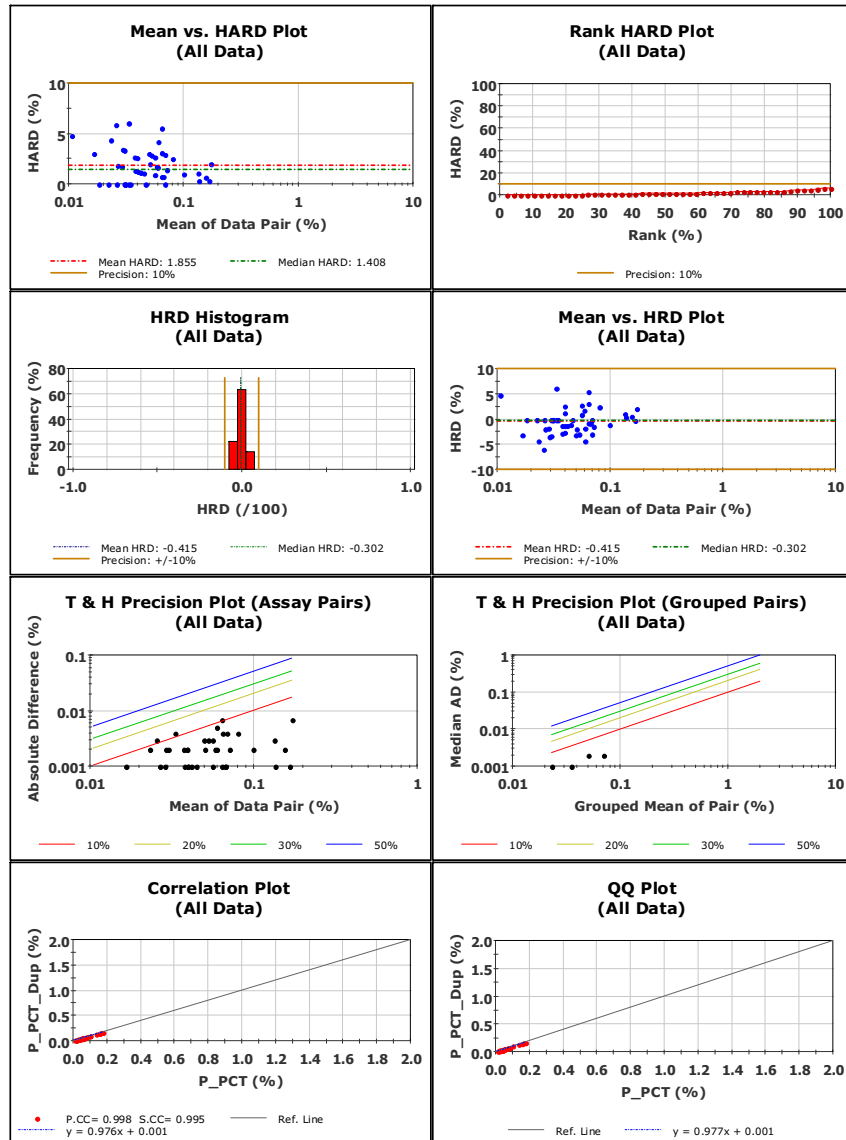 Mean vs. HARD Plot
(All Data)
10
5
0
0.01
0.1
1
10
HARD (%)
Mean of Data Pair (%)
Mean HARD: 1.855
Median HARD: 1.408
Precision: 10%
Rank HARD Plot
(All Data)
100
80
60
40
20
0
0 10 20 30 40 50 60 70 80 90 100
HARD (%)
Rank (%)
Precision: 10%
HRD Histogram
(All Data)
80
60
40
20
0
-1.0
0.0
1.0
Frequency (%)
HRD (/100)
Mean HRD: -0.415
Median HRD: -0.302
Precision: +/-10%
Mean vs. HRD Plot
(All Data)
10
5
0
-5
-10
0.01
0.1
1
10
HRD (%)
Mean of Data Pair (%)
Mean HRD: -0.415
Median HRD: -0.302
Precision: +/-10%
T & H Precision Plot (Assay Pairs)
(All Data)
0.1
0.01
0.001
0.01
0.1
1
Absolute Difference (%)
Mean of Data Pair (%)
10%
20%
30%
50%
T & H Precision Plot (Grouped Pairs)
(All Data)
1
0.1
0.01
0.001
0.01
0.1
1
10
Median AD (%)
Grouped Mean of Pair (%)
10%
20%
30%
50%
Correlation Plot
(All Data)
2.0
1.5
1.0
0.5
0.0
0.0 0.2 0.4 0.6 0.8 1.0 1.2 1.4 1.6 1.8 2.0
P_PCT_Dup (%)
P_PCT (%)
P.CC= 0.998 S.CC= 0.995
Ref. Line
y = 0.976x + 0.001
QQ Plot
(All Data)
2.0
1.5
1.0
0.5
0.0
0.0 0.2 0.4 0.6 0.8 1.0 1.2 1.4 1.6 1.8 2.0
P_PCT_Dup (%)
P_PCT (%)
Ref. Line
y = 0.977x + 0.001